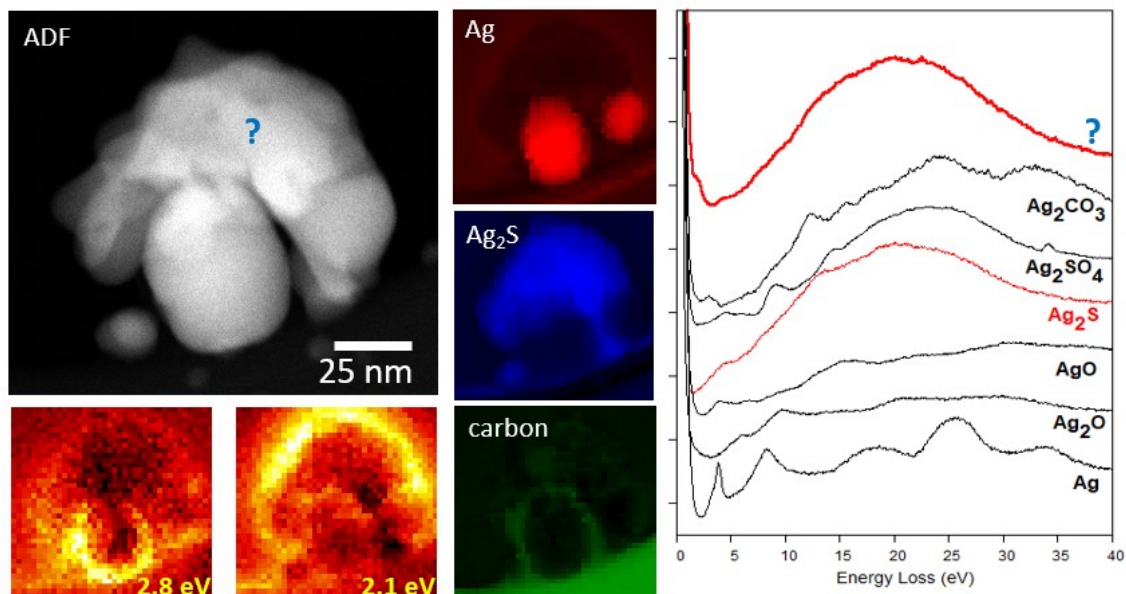 ADF
?
25 nm
2.8 eV
2.1 eV
Ag
Ag₂S
carbon
?
Ag₂CO₃
Ag₂SO₄
Ag₂S
AgO
Ag₂O
Ag
0 5 10 15 20 25 30 35 40
Energy Loss (eV)